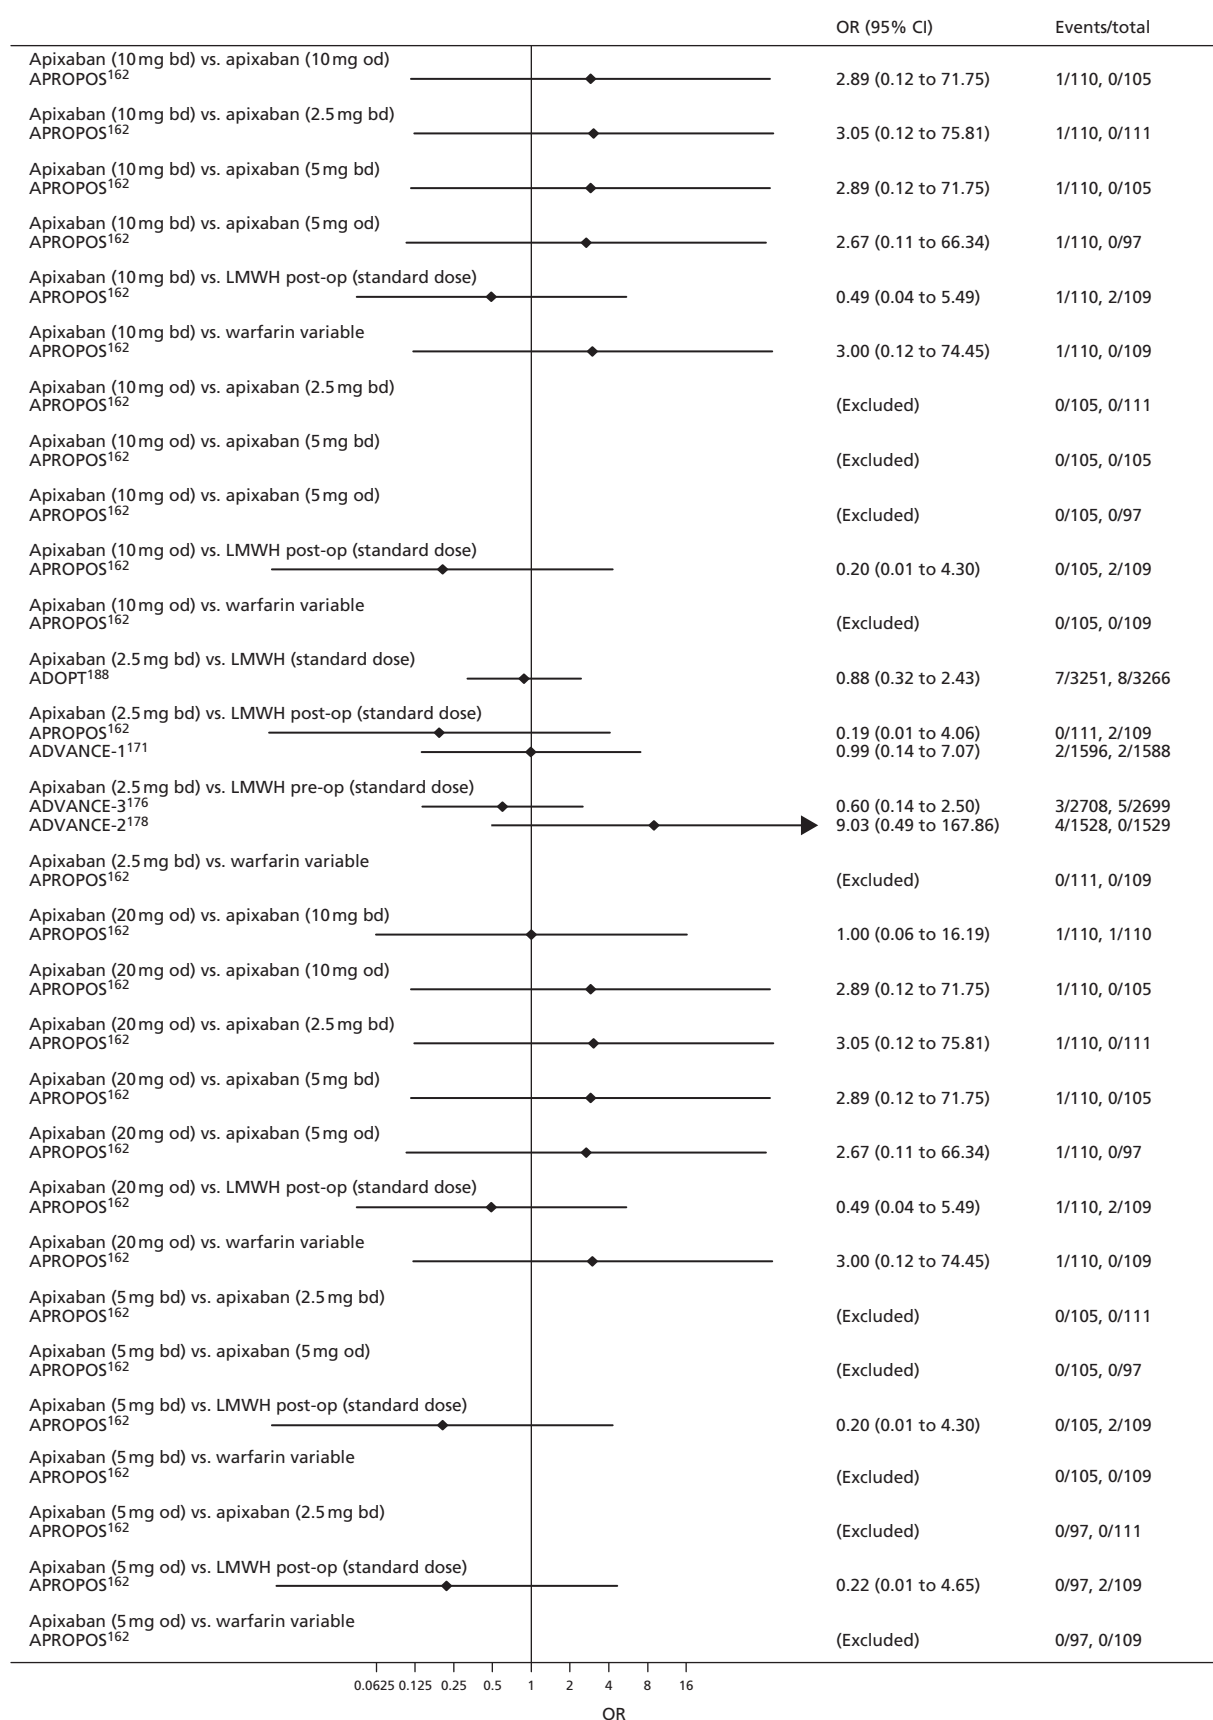 OR (95% CI) Events/total
Apixaban (10 mg bd) vs. apixaban (10 mg od)
APROPOS162 2.89 (0.12 to 71.75) 1/110, 0/105
Apixaban (10 mg bd) vs. apixaban (2.5 mg bd)
APROPOS162 3.05 (0.12 to 75.81) 1/110, 0/111
Apixaban (10 mg bd) vs. apixaban (5 mg bd)
APROPOS162 2.89 (0.12 to 71.75) 1/110, 0/105
Apixaban (10 mg bd) vs. apixaban (5 mg od)
APROPOS162 2.67 (0.11 to 66.34) 1/110, 0/97
Apixaban (10 mg bd) vs. LMWH post-op (standard dose)
APROPOS162 0.49 (0.04 to 5.49) 1/110, 2/109
Apixaban (10 mg bd) vs. warfarin variable
APROPOS162 3.00 (0.12 to 74.45) 1/110, 0/109
Apixaban (10 mg od) vs. apixaban (2.5 mg bd)
APROPOS162 (Excluded) 0/105, 0/111
Apixaban (10 mg od) vs. apixaban (5 mg bd)
APROPOS162 (Excluded) 0/105, 0/105
Apixaban (10 mg od) vs. apixaban (5 mg od)
APROPOS162 (Excluded) 0/105, 0/97
Apixaban (10 mg od) vs. LMWH post-op (standard dose)
APROPOS162 0.20 (0.01 to 4.30) 0/105, 2/109
Apixaban (10 mg od) vs. warfarin variable
APROPOS162 (Excluded) 0/105, 0/109
Apixaban (2.5 mg bd) vs. LMWH (standard dose)
ADOPT188 0.88 (0.32 to 2.43) 7/3251, 8/3266
Apixaban (2.5 mg bd) vs. LMWH post-op (standard dose)
APROPOS162 0.19 (0.01 to 4.06) 0/111, 2/109
ADVANCE-1171 0.99 (0.14 to 7.07) 2/1596, 2/1588
Apixaban (2.5 mg bd) vs. LMWH pre-op (standard dose)
ADVANCE-3176 0.60 (0.14 to 2.50) 3/2708, 5/2699
ADVANCE-2178 9.03 (0.49 to 167.86) 4/1528, 0/1529
Apixaban (2.5 mg bd) vs. warfarin variable
APROPOS162 (Excluded) 0/111, 0/109
Apixaban (20 mg od) vs. apixaban (10 mg bd)
APROPOS162 1.00 (0.06 to 16.19) 1/110, 1/110
Apixaban (20 mg od) vs. apixaban (10 mg od)
APROPOS162 2.89 (0.12 to 71.75) 1/110, 0/105
Apixaban (20 mg od) vs. apixaban (2.5 mg bd)
APROPOS162 3.05 (0.12 to 75.81) 1/110, 0/111
Apixaban (20 mg od) vs. apixaban (5 mg bd)
APROPOS162 2.89 (0.12 to 71.75) 1/110, 0/105
Apixaban (20 mg od) vs. apixaban (5 mg od)
APROPOS162 2.67 (0.11 to 66.34) 1/110, 0/97
Apixaban (20 mg od) vs. LMWH post-op (standard dose)
APROPOS162 0.49 (0.04 to 5.49) 1/110, 2/109
Apixaban (20 mg od) vs. warfarin variable
APROPOS162 3.00 (0.12 to 74.45) 1/110, 0/109
Apixaban (5 mg bd) vs. apixaban (2.5 mg bd)
APROPOS162 (Excluded) 0/105, 0/111
Apixaban (5 mg bd) vs. apixaban (5 mg od)
APROPOS162 (Excluded) 0/105, 0/97
Apixaban (5 mg bd) vs. LMWH post-op (standard dose)
APROPOS162 0.20 (0.01 to 4.30) 0/105, 2/109
Apixaban (5 mg bd) vs. warfarin variable
APROPOS162 (Excluded) 0/105, 0/109
Apixaban (5 mg od) vs. apixaban (2.5 mg bd)
APROPOS162 (Excluded) 0/97, 0/111
Apixaban (5 mg od) vs. LMWH post-op (standard dose)
APROPOS162 0.22 (0.01 to 4.65) 0/97, 2/109
Apixaban (5 mg od) vs. warfarin variable
APROPOS162 (Excluded) 0/97, 0/109
0.0625 0.125 0.25 0.5 1 2 4 8 16
OR